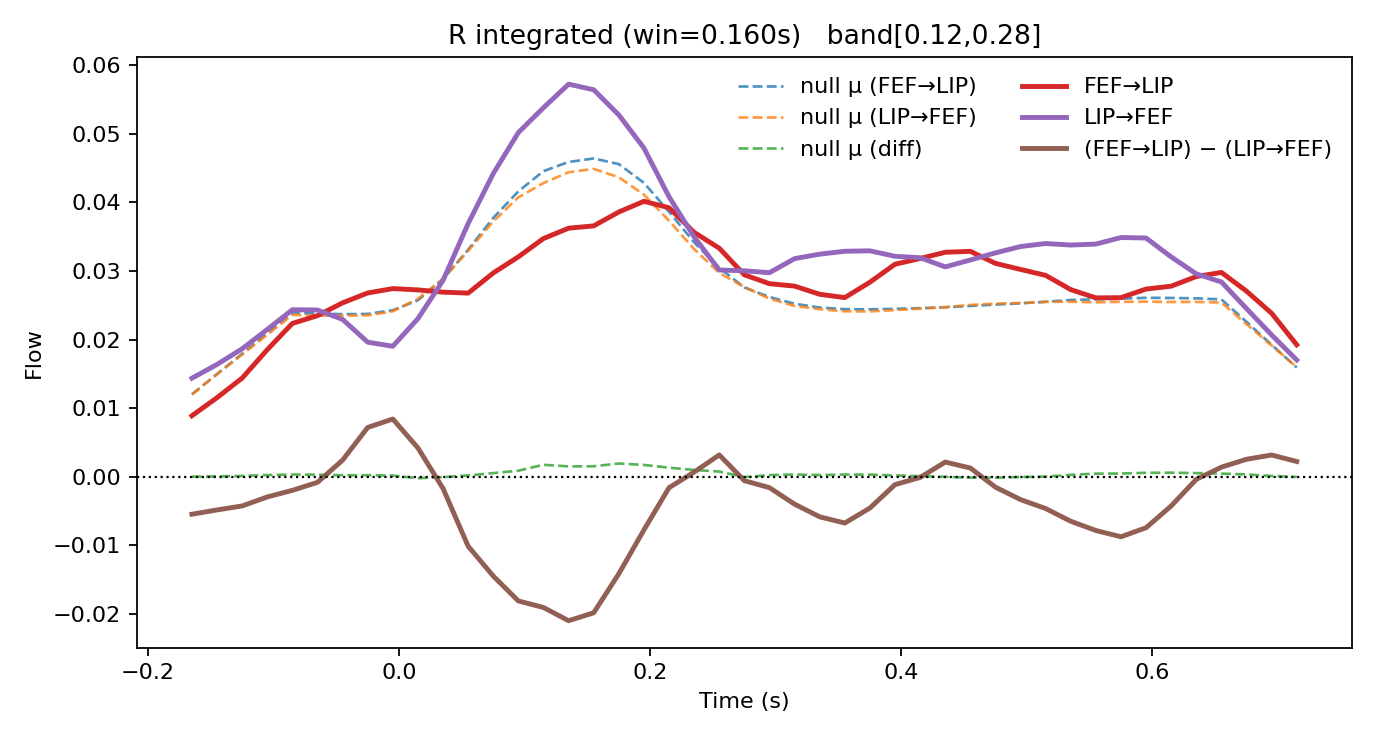 R integrated (win=0.160s)   band[0.12,0.28]
null μ (FEF→LIP)
null μ (LIP→FEF)
null μ (diff)
FEF→LIP
LIP→FEF
(FEF→LIP) − (LIP→FEF)
Flow
0.06
0.05
0.04
0.03
0.02
0.01
0.00
−0.01
−0.02
−0.2
0.0
0.2
0.4
0.6
Time (s)